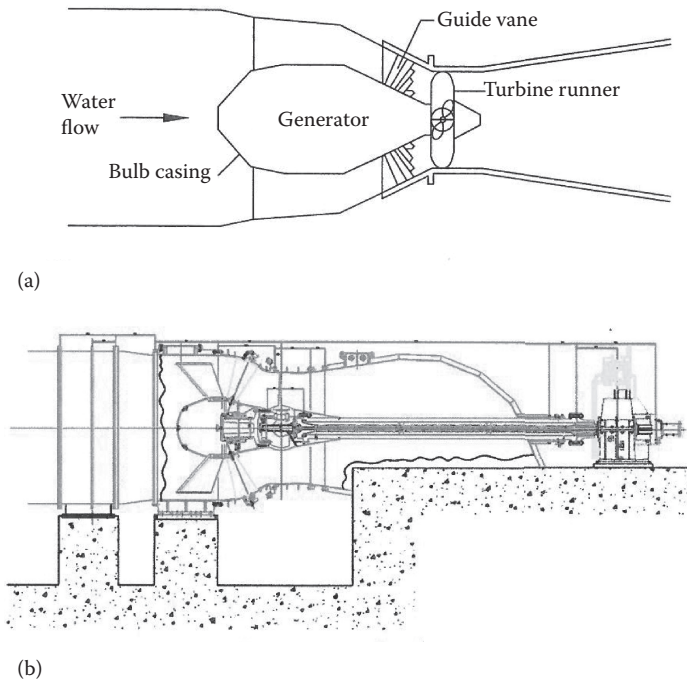 Guide vane
Turbine runner
Water
flow
Generator
Bulb casing
(a)
(b)